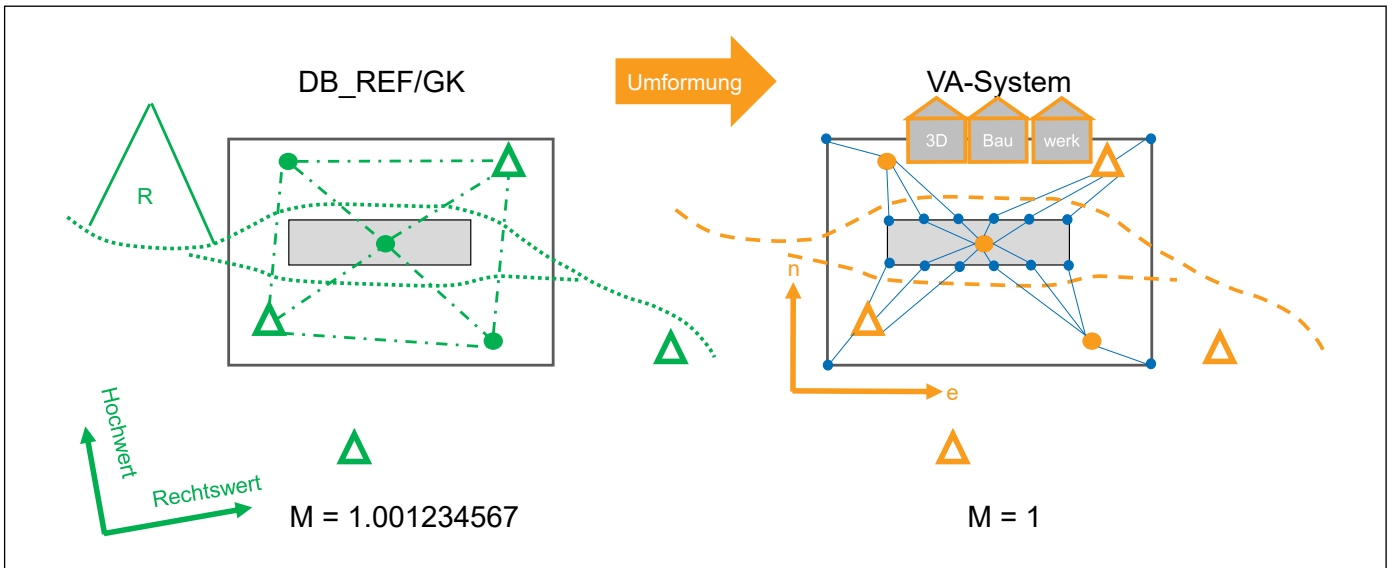 DB_REF/GK
Umformung
VA-System
3D
Bau
werk
R
n
e
Hochwert
Rechtswert
M = 1.001234567
M = 1